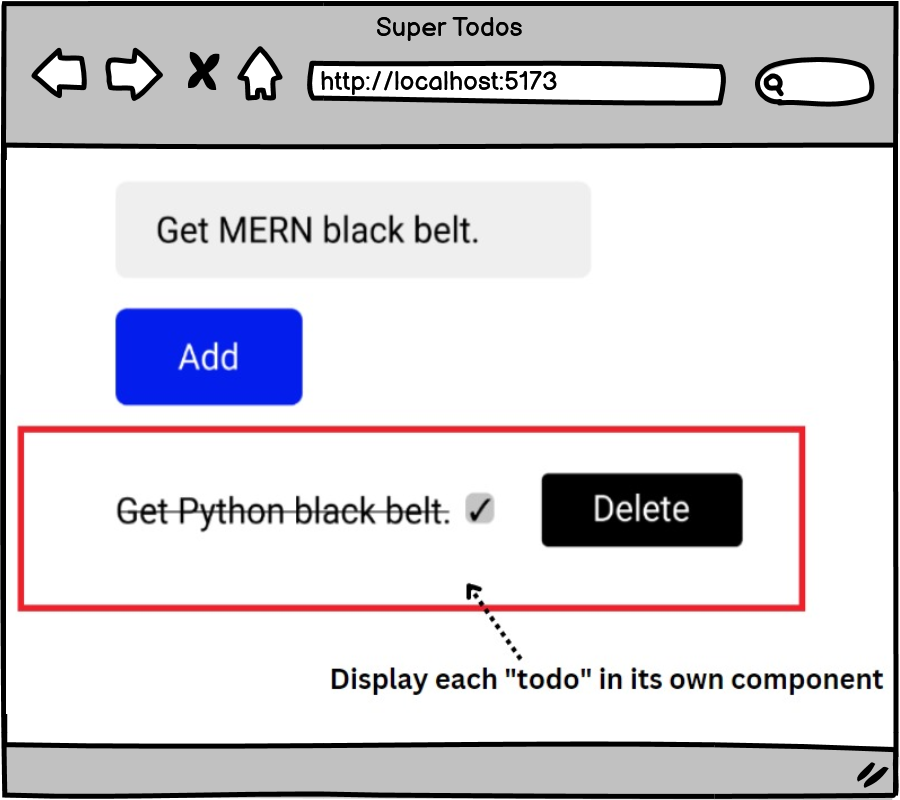 Super Todos
http://localhost:5173
Get MERN black belt.
Add
Get Python black belt. ✓ Delete
Display each "todo" in its own component